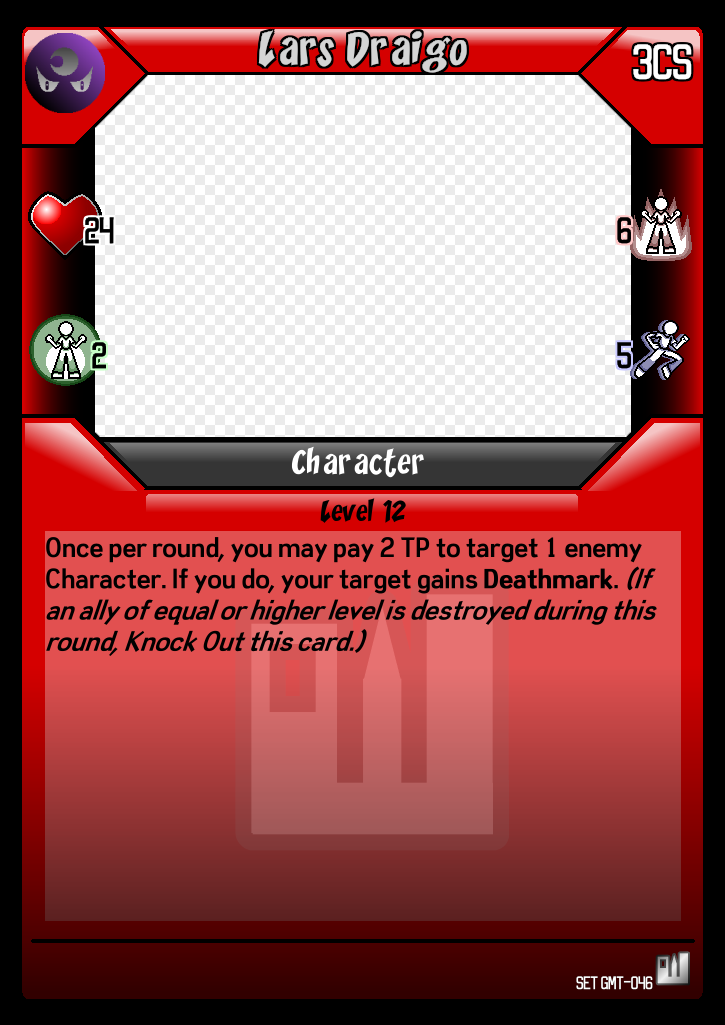 Lars Draigo
3CS
24
6
2
5
Character
Level 12
Once per round, you may pay 2 TP to target 1 enemy
Character. If you do, your target gains Deathmark. (If
an ally of equal or higher level is destroyed during this
round, Knock Out this card.)
SET GMT-046